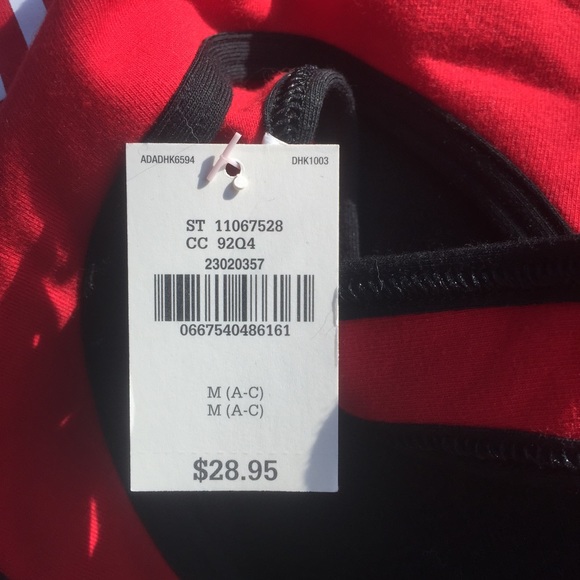 ADADHK6594 DHK1003
ST 11067528
CC 92Q4
23020357
0667540486161
M (A-C)
M (A-C)
$28.95